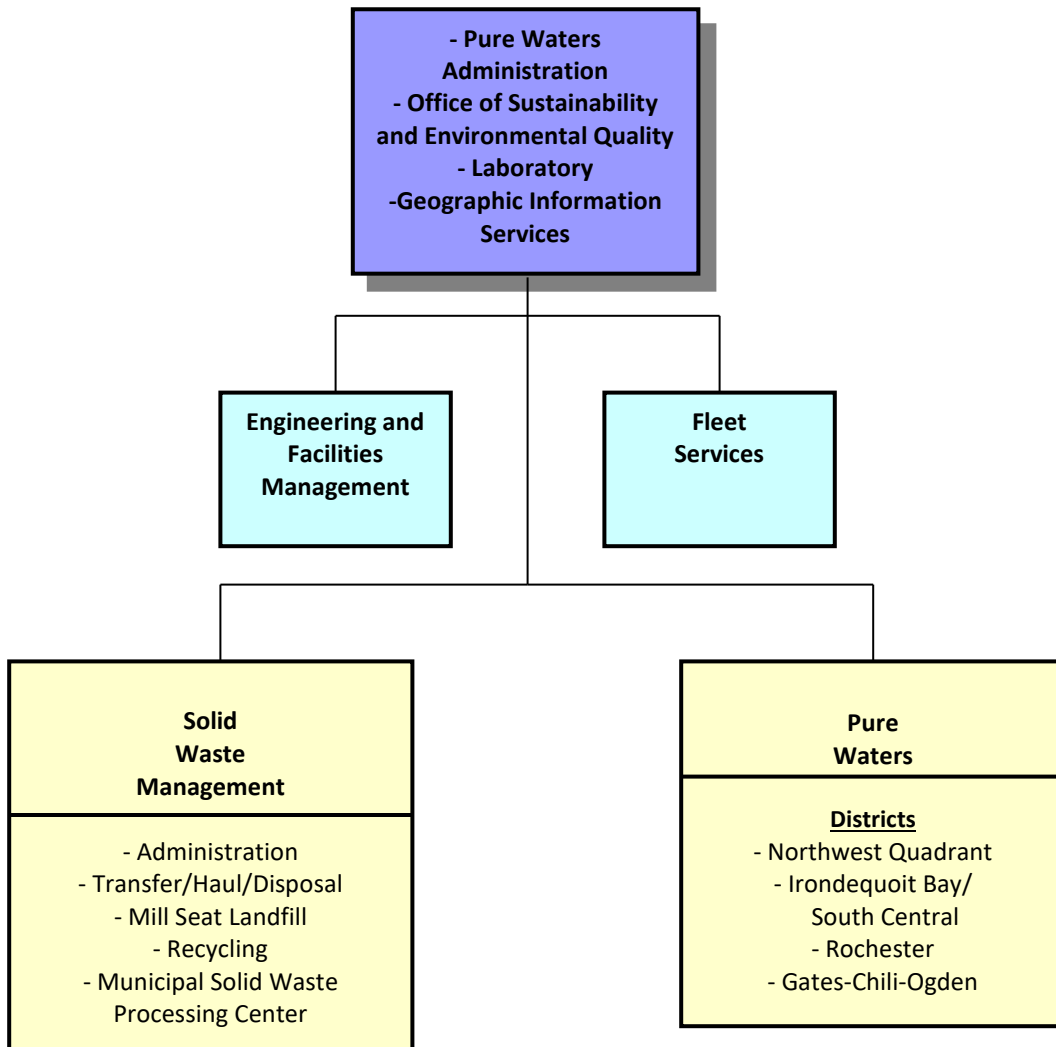 - Pure Waters
Administration
- Office of Sustainability
and Environmental Quality
- Laboratory
-Geographic Information
Services
Engineering and
Facilities
Management
Fleet
Services
Solid
Waste
Management
- Administration
- Transfer/Haul/Disposal
- Mill Seat Landfill
- Recycling
- Municipal Solid Waste
Processing Center
Pure
Waters
Districts
- Northwest Quadrant
- Irondequoit Bay/
South Central
- Rochester
- Gates-Chili-Ogden